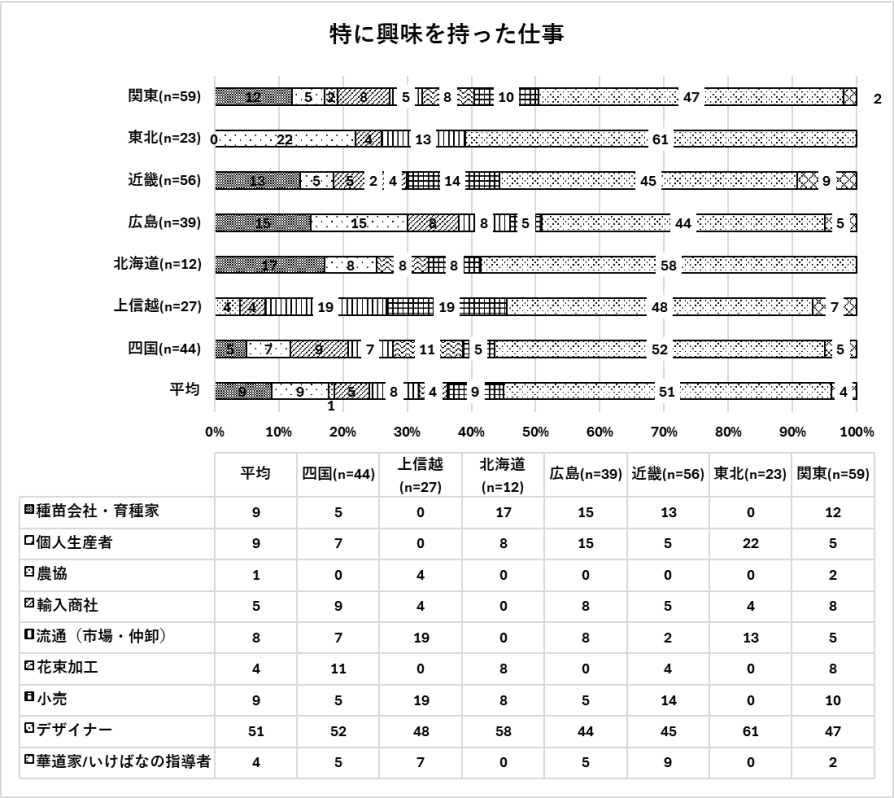 特に興味を持った仕事
関東(n=59) 12 5 2 8 5 8 10 47 2
東北(n=23) 0 22 4 13 61
近畿(n=56) 13 5 5 2 4 14 45 9
広島(n=39) 15 15 8 8 5 44 5
北海道(n=12) 17 8 8 8 58
上信越(n=27) 4 4 19 19 48 7
四国(n=44) 5 7 9 7 11 5 52 5
平均 9 9 1 5 8 4 9 51 4
0% 10% 20% 30% 40% 50% 60% 70% 80% 90% 100%
平均 四国(n=44) 上信越(n=27) 北海道(n=12) 広島(n=39) 近畿(n=56) 東北(n=23) 関東(n=59)
種苗会社・育種家 9 5 0 17 15 13 0 12
個人生産者 9 7 0 8 15 5 22 5
農協 1 0 4 0 0 0 0 2
輸入商社 5 9 4 0 8 5 4 8
流通（市場・仲卸） 8 7 19 0 8 2 13 5
花束加工 4 11 0 8 0 4 0 8
小売 9 5 19 8 5 14 0 10
デザイナー 51 52 48 58 44 45 61 47
華道家/いけばなの指導者 4 5 7 0 5 9 0 2